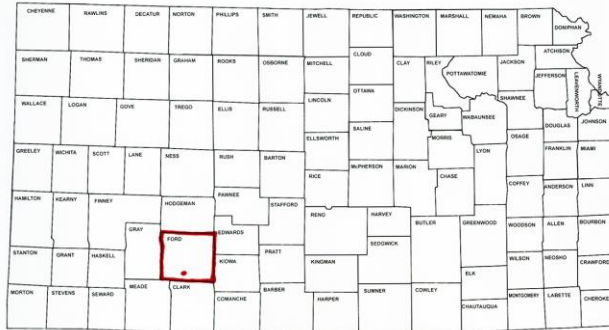 CHEYENNE RAWLINS DECATUR NORTON PHILLIPS SMITH JEWELL REPUBLIC WASHINGTON MARSHALL NEMAHA BROWN
DONIPHAN
ATCHISON
SHERMAN THOMAS SHERIDAN GRAHAM ROOKS OSBORNE MITCHELL CLOUD CLAY RILEY POTTAWATOMIE JACKSON
JEFFERSON LEAVENWORTH WYANDOTTE
OTTAWA SHAWNEE
WALLACE LOGAN GOVE TREGO ELLIS RUSSELL LINCOLN DICKINSON GEARY WABAUNSEE
DOUGLAS JOHNSON
SALINE MORRIS OSAGE
ELLSWORTH LYON FRANKLIN MIAMI
GREELEY WICHITA SCOTT LANE NESS RUSH BARTON
RICE McPHERSON MARION CHASE
PAWNEE COFFEY ANDERSON LINN
HAMILTON KEARNY FINNEY HODGEMAN STAFFORD
RENO HARVEY BUTLER GREENWOOD WOODSON ALLEN BOURBON
GRAY FORD EDWARDS
SEDGWICK
STANTON GRANT HASKELL KIOWA PRATT KINGMAN WILSON NEOSHO CRAWFORD
ELK
MORTON STEVENS SEWARD MEADE CLARK COMANCHE BARBER HARPER SUMNER COWLEY CHAUTAUQUA MONTGOMERY LABETTE CHEROKEE